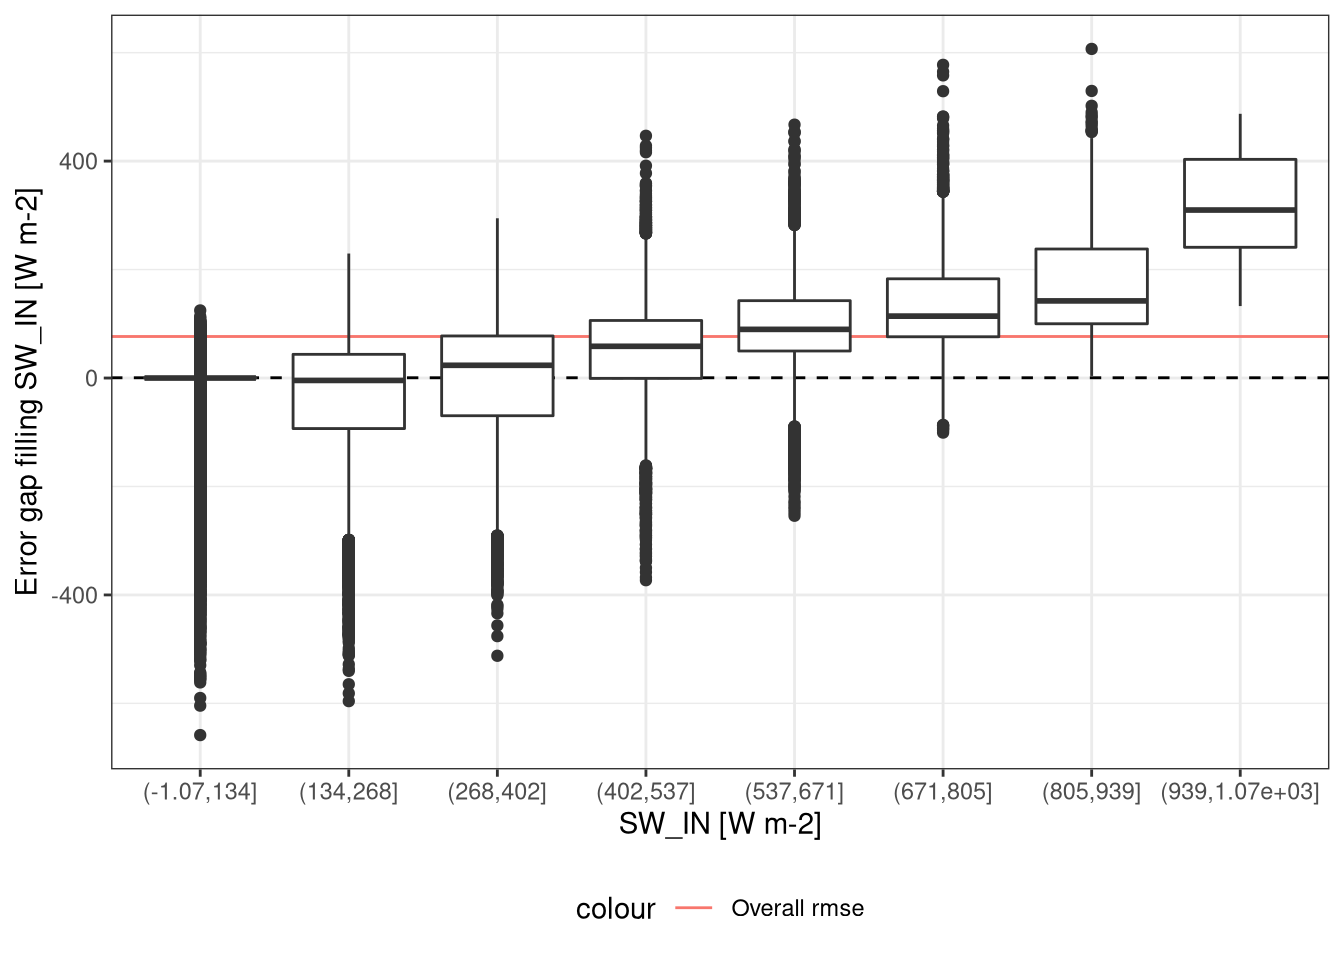 Error gap filling SW_IN [W m-2]
400
0
-400
(-1.07,134] (134,268] (268,402] (402,537] (537,671] (671,805] (805,939] (939,1.07e+03]
SW_IN [W m-2]
colour Overall rmse